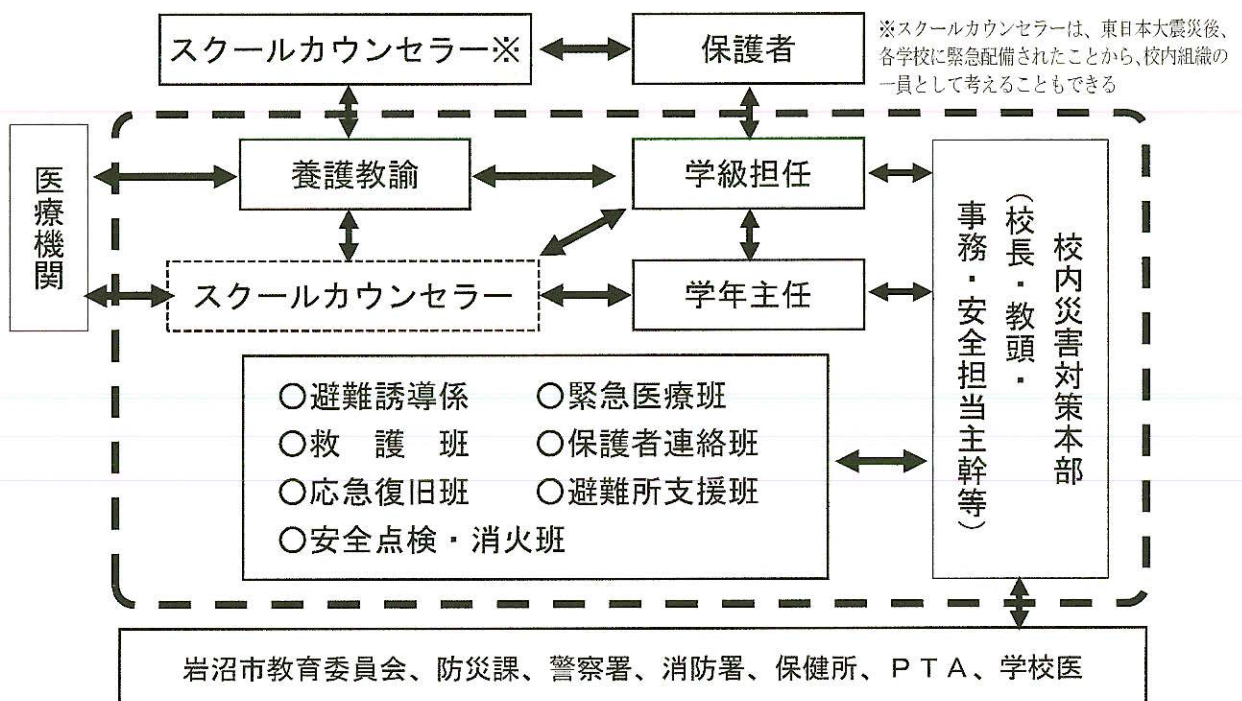 スクールカウンセラー※
保護者
※スクールカウンセラーは、東日本大震災後、
各学校に緊急配備されたことから、校内組織の
一員として考えることもできる
医療機関
養護教諭
学級担任
スクールカウンセラー
学年主任
校内災害対策本部
（校長・教頭・
事務・安全担当主幹等）
○避難誘導係
○緊急医療班
○救　護　班
○保護者連絡班
○応急復旧班
○避難所支援班
○安全点検・消火班
岩沼市教育委員会、防災課、警察署、消防署、保健所、ＰＴＡ、学校医